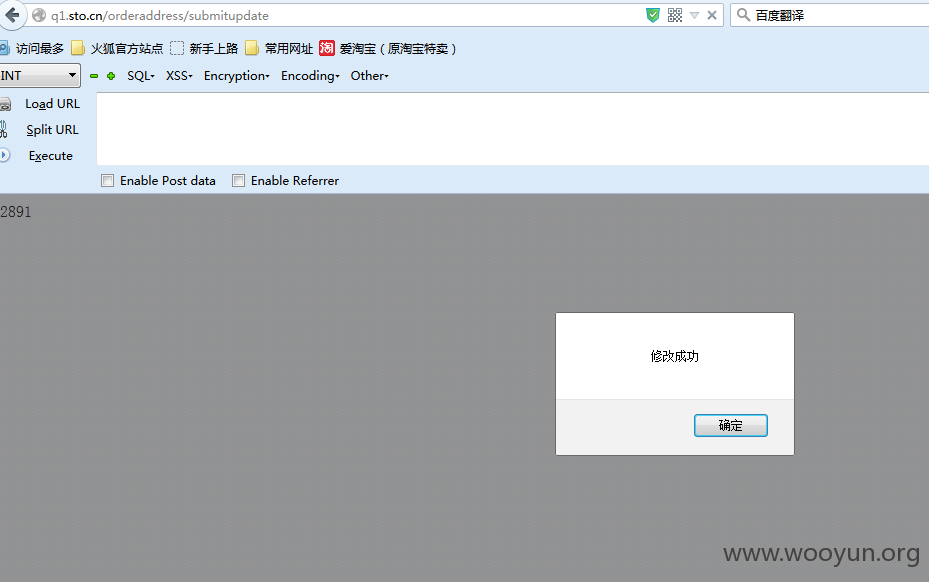 q1.sto.cn/orderaddress/submitupdate 百度翻译
访问最多 火狐官方站点 新手上路 常用网址 淘 爱淘宝（原淘宝特卖）
INT SQL XSS Encryption Encoding Other
Load URL
Split URL
Execute
Enable Post data Enable Referrer
2891
修改成功
确定
www.wooyun.org